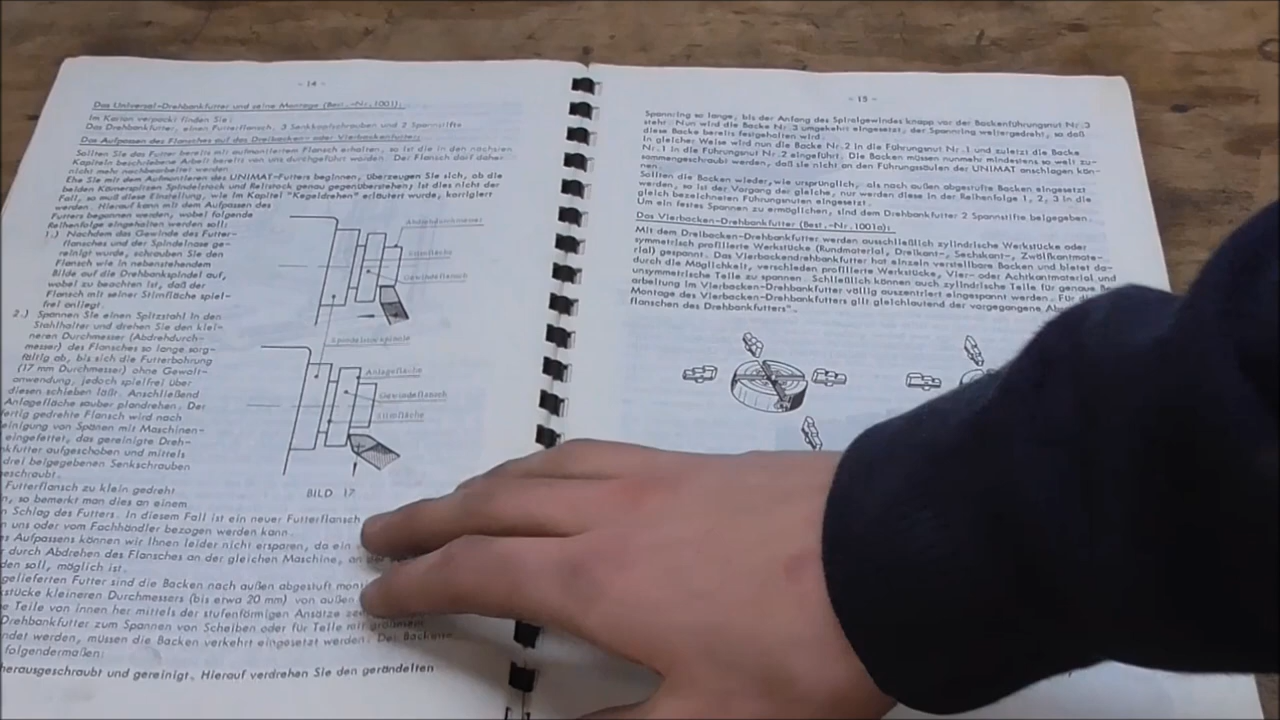 - 14 -
Das Universal-Drehbankfutter und seine Montage (Best.-Nr.1001):
Im Karton verpackt finden Sie:
Das Drehbankfutter, einen Futterflansch, 3 Senkkopfschrauben und 2 Spannstifte
Das Aufpassen des Flansches auf das Dreibacken- oder Vierbackenfutter:
Sollten Sie das Futter bereits mit aufmontiertem Flansch erhalten, so ist die in den nächsten
Kapiteln beschriebene Arbeit bereits von uns durchgeführt worden. Der Flansch darf daher
nicht mehr nachbearbeitet werden
Ehe Sie mit dem Aufmontieren des UNIMAT-Futters beginnen, überzeugen Sie sich, ob die
beiden Körnerspitzen Spindelstock und Reitstock genau gegenüberstehen; ist dies nicht der
Fall, so muß diese Einstellung, wie im Kapitel "Kegeldrehen" erläutert wurde, korrigiert
werden. Hierauf kann mit dem Aufpassen des
Futters begonnen werden, wobei folgende
Reihenfolge eingehalten werden soll:
1.) Nachdem das Gewinde des Futter-
flansches und der Spindelnase ge-
reinigt wurde, schrauben Sie den
Flansch wie in nebenstehendem
Bilde auf die Drehbankspindel auf,
wobei zu beachten ist, daß der
Flansch mit seiner Stirnfläche spiel-
frei anliegt.
2.) Spannen Sie einen Spitzstahl in den
Stahlhalter und drehen Sie den klei-
neren Durchmesser (Abdrehdurch-
messer) des Flansches so lange sorg-
fältig ab, bis sich die Futterbohrung
(17 mm Durchmesser) ohne Gewalt-
anwendung, jedoch spielfrei über
diesen schieben läßt. Anschließend
Anlagefläche sauber plandrehen. Der
fertig gedrehte Flansch wird nach
einigung von Spänen mit Maschinen-
eingefettet, das gereinigte Dreh-
kfutter aufgeschoben und mittels
drei beigegebenen Senkschrauben
eschraubt.
Futterflansch zu klein gedreht
n, so bemerkt man dies an einem
n Schlag des Futters. In diesem Fall ist ein neuer Futterflansch
n uns oder vom Fachhändler bezogen werden kann.
s Aufpassens können wir Ihnen leider nicht ersparen, da ein
durch Abdrehen des Flansches an der gleichen Maschine, an der
den soll, möglich ist.
gelieferten Futter sind die Backen nach außen abgestuft mont
kstücke kleineren Durchmessers (bis etwa 20 mm) von außen
e Teile von innen her mittels der stufenförmigen Ansätze
Drehbankfutter zum Spannen von Scheiben oder für Teile mit größerem
ndet werden, müssen die Backen verkehrt eingesetzt werden.
folgendermaßen:
herausgeschraubt und gereinigt. Hierauf verdrehen Sie den gerändelten
Abdrehdurchmesser
Stirnfläche
Gewindeflansch
Spindelnase
Anlagefläche
Gewindeflansch
Stirnfläche
BILD 17
- 15 -
Spannring so lange, bis der Anfang des Spiralgewindes knapp vor der Backenführungsnut Nr.3
steht. Nun wird die Backe Nr.3 umgekehrt eingesetzt, der Spannring weitergedreht, so daß
diese Backe bereits festgehalten wird.
In gleicher Weise wird nun die Backe Nr.2 in die Führungsnut Nr.1 und zuletzt die Backe
Nr.1 in die Führungsnut Nr.2 eingeführt. Die Backen müssen nunmehr mindestens so weit zu-
sammengeschraubt werden, daß sie nicht an den Führungssäulen der UNIMAT anschlagen kön-
nen.
Sollten die Backen wieder, wie ursprünglich, als nach außen abgestufte Backen eingesetzt
werden, so ist der Vorgang der gleiche, nur werden diese in der Reihenfolge 1, 2, 3 in die
gleich bezeichneten Führungsnuten eingesetzt.
Um ein festes Spannen zu ermöglichen, sind dem Drehbankfutter 2 Spannstifte beigegeben.
Das Vierbacken-Drehbankfutter (Best.-Nr.1001a):
Mit dem Dreibacken-Drehbankfutter werden ausschließlich zylindrische Werkstücke oder
symmetrisch profilierte Werkstücke (Rundmaterial, Dreikant-, Sechskant-, Zwölfkantmate-
rial) gespannt. Das Vierbackendrehbankfutter hat einzeln verstellbare Backen und bietet da-
durch die Möglichkeit, verschieden profilierte Werkstücke, Vier- oder Achtkantmaterial und
unsymmetrische Teile zu spannen. Schließlich können auch zylindrische Teile für genaue Be-
arbeitung im Vierbacken-Drehbankfutter völlig auszentriert eingespannt werden. Für die
Montage des Vierbacken-Drehbankfutters gilt gleichlautend der vorgegangene
flanschen des Drehbankfutters".